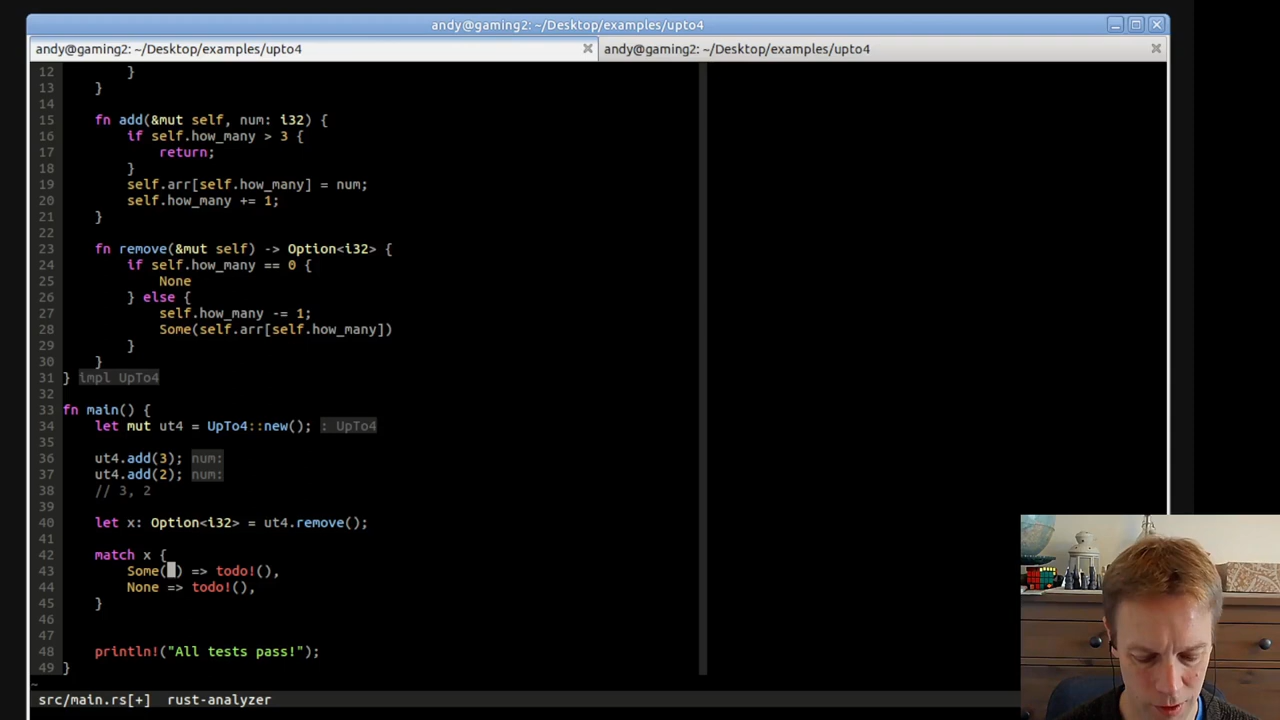 andy@gaming2: ~/Desktop/examples/upto4
andy@gaming2: ~/Desktop/examples/upto4
andy@gaming2: ~/Desktop/examples/upto4
12         }
13     }
14
15     fn add(&mut self, num: i32) {
16         if self.how_many > 3 {
17             return;
18         }
19         self.arr[self.how_many] = num;
20         self.how_many += 1;
21     }
22
23     fn remove(&mut self) -> Option<i32> {
24         if self.how_many == 0 {
25             None
26         } else {
27             self.how_many -= 1;
28             Some(self.arr[self.how_many])
29         }
30     }
31 } impl UpTo4
32
33 fn main() {
34     let mut ut4 = UpTo4::new(); : UpTo4
35
36     ut4.add(3); num:
37     ut4.add(2); num:
38     // 3, 2
39
40     let x: Option<i32> = ut4.remove();
41
42     match x {
43         Some( ) => todo!(),
44         None => todo!(),
45     }
46
47
48     println!("All tests pass!");
49 }
~
src/main.rs[+]  rust-analyzer